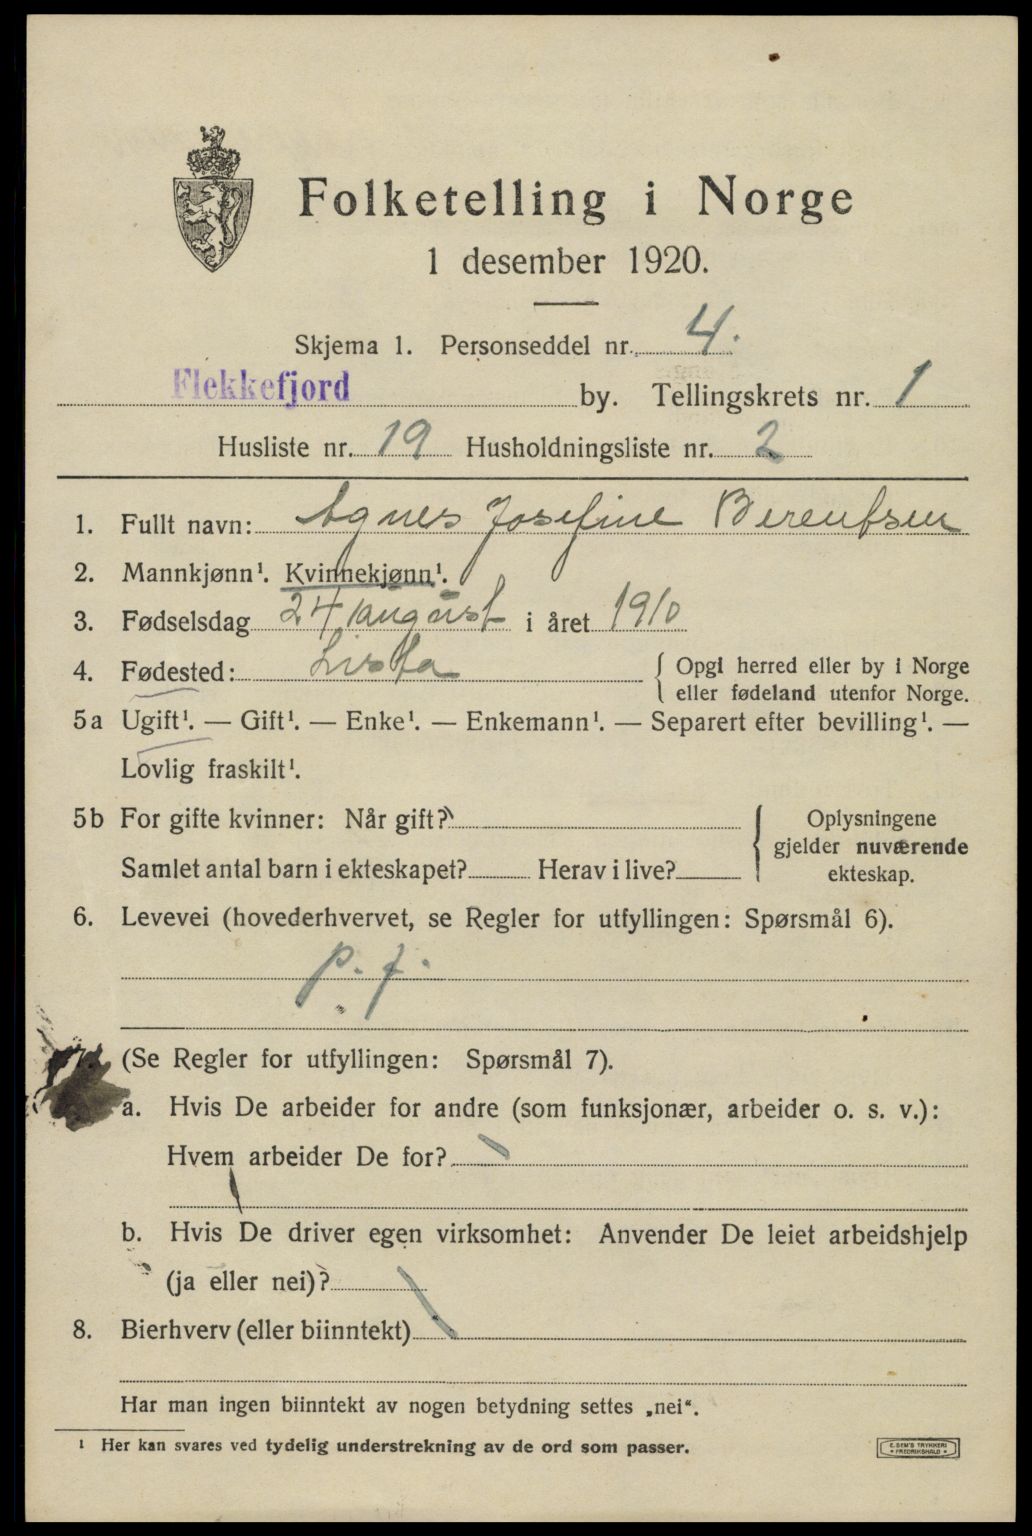 Folketelling i Norge
1 desember 1920.
Skjema 1. Personseddel nr. 4.
Flekkefjord by. Tellingskrets nr. 1
Husliste nr. 19 Husholdningsliste nr. 2
1. Fullt navn: Agnes Josefine Berentsen
2. Mannkjønn¹. Kvinnekjønn¹.
3. Fødselsdag 24 august i året 1910
4. Fødested: Lista { Opgi herred eller by i Norge
eller fødeland utenfor Norge.
5a Ugift¹. — Gift¹. — Enke¹. — Enkemann¹. — Separert efter bevilling¹. —
Lovlig fraskilt¹.
5b For gifte kvinner: Når gift?
Samlet antal barn i ekteskapet? Herav i live?
{ Oplysningene
gjelder nuværende
ekteskap.
6. Levevei (hovederhvervet, se Regler for utfyllingen: Spørsmål 6).
p. f.
7. (Se Regler for utfyllingen: Spørsmål 7).
a. Hvis De arbeider for andre (som funksjonær, arbeider o. s. v.):
Hvem arbeider De for?
b. Hvis De driver egen virksomhet: Anvender De leiet arbeidshjelp
(ja eller nei)?
8. Bierhverv (eller biinntekt)
Har man ingen biinntekt av nogen betydning settes „nei“.
¹ Her kan svares ved tydelig understrekning av de ord som passer.
E. SEM'S TRYKKERI
FREDRIKSHALD